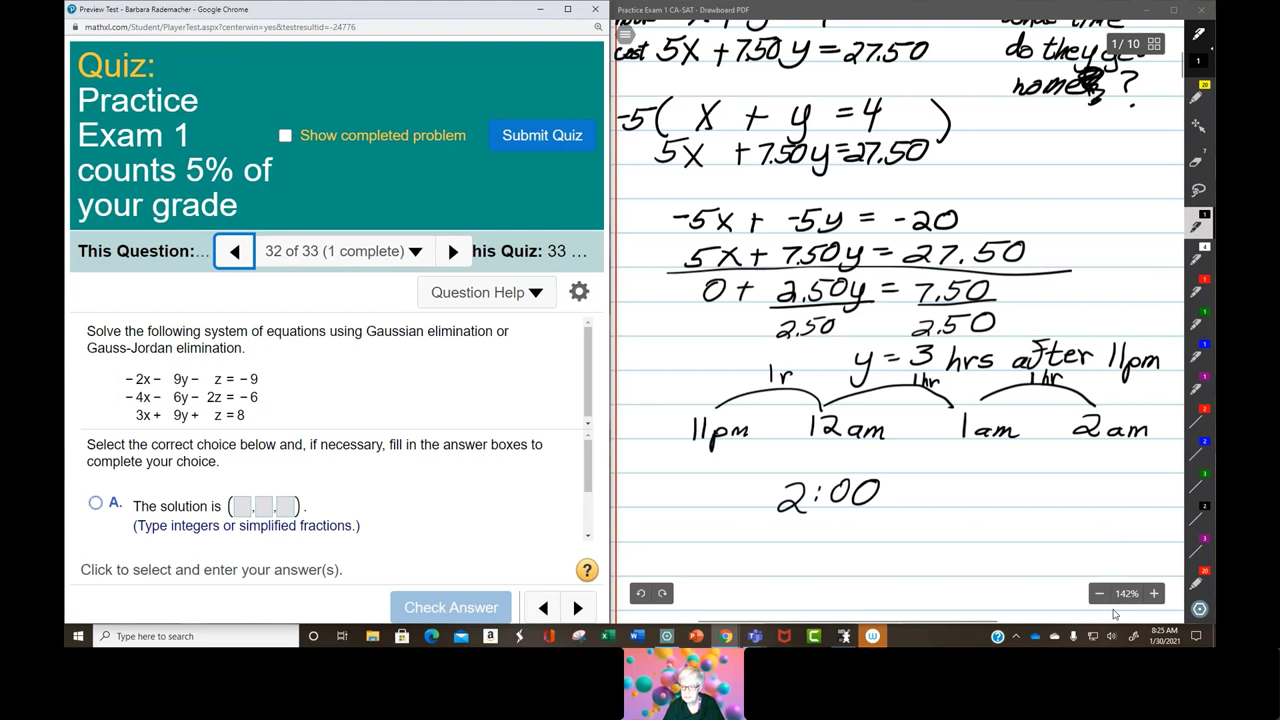 Preview Test - Barbara Rademacher - Google Chrome
mathxl.com/Student/PlayerTest.aspx?centerwin=yes&testresultid=-24776
Quiz:
Practice
Exam 1
counts 5% of
your grade
Show completed problem
Submit Quiz
This Question:...
32 of 33 (1 complete)
his Quiz: 33 ...
Question Help
Solve the following system of equations using Gaussian elimination or
Gauss-Jordan elimination.
- 2x - 9y - z = - 9
- 4x - 6y - 2z = - 6
3x + 9y + z = 8
Select the correct choice below and, if necessary, fill in the answer boxes to
complete your choice.
A. The solution is ( , , ).
(Type integers or simplified fractions.)
Click to select and enter your answer(s).
?
Check Answer
Practice Exam 1 CA-SAT - Drawboard PDF
1 / 10
cost 5x + 7.50y = 27.50
do they
home ?
-5( x + y = 4 )
5x + 7.50y = 27.50
-5x + -5y = -20
5x + 7.50y = 27.50
0 + 2.50y = 7.50
2.50 2.50
y = 3 hrs after 11pm
1r 1hr 1hr
11pm 12am 1am 2am
2:00
142%
Type here to search
8:25 AM
1/30/2021